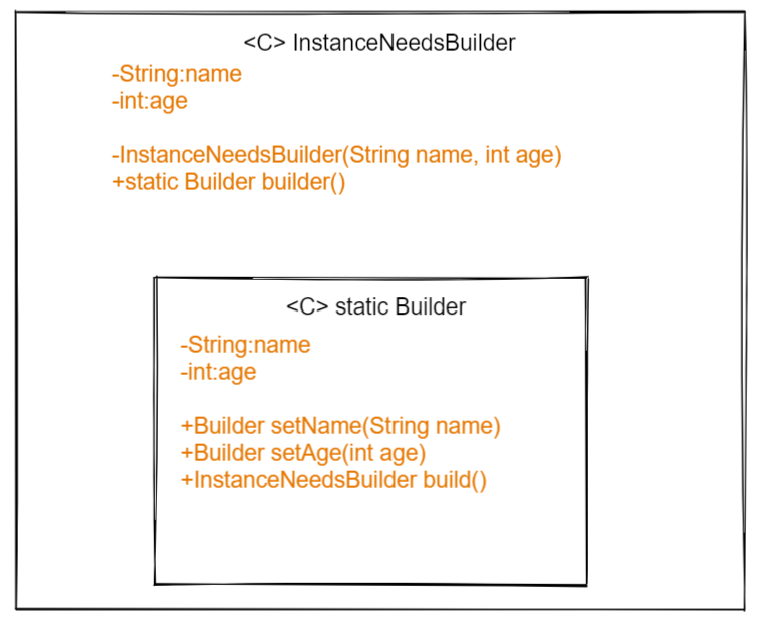 <C> InstanceNeedsBuilder
-String:name
-int:age
-InstanceNeedsBuilder(String name, int age)
+static Builder builder()
<C> static Builder
-String:name
-int:age
+Builder setName(String name)
+Builder setAge(int age)
+InstanceNeedsBuilder build()